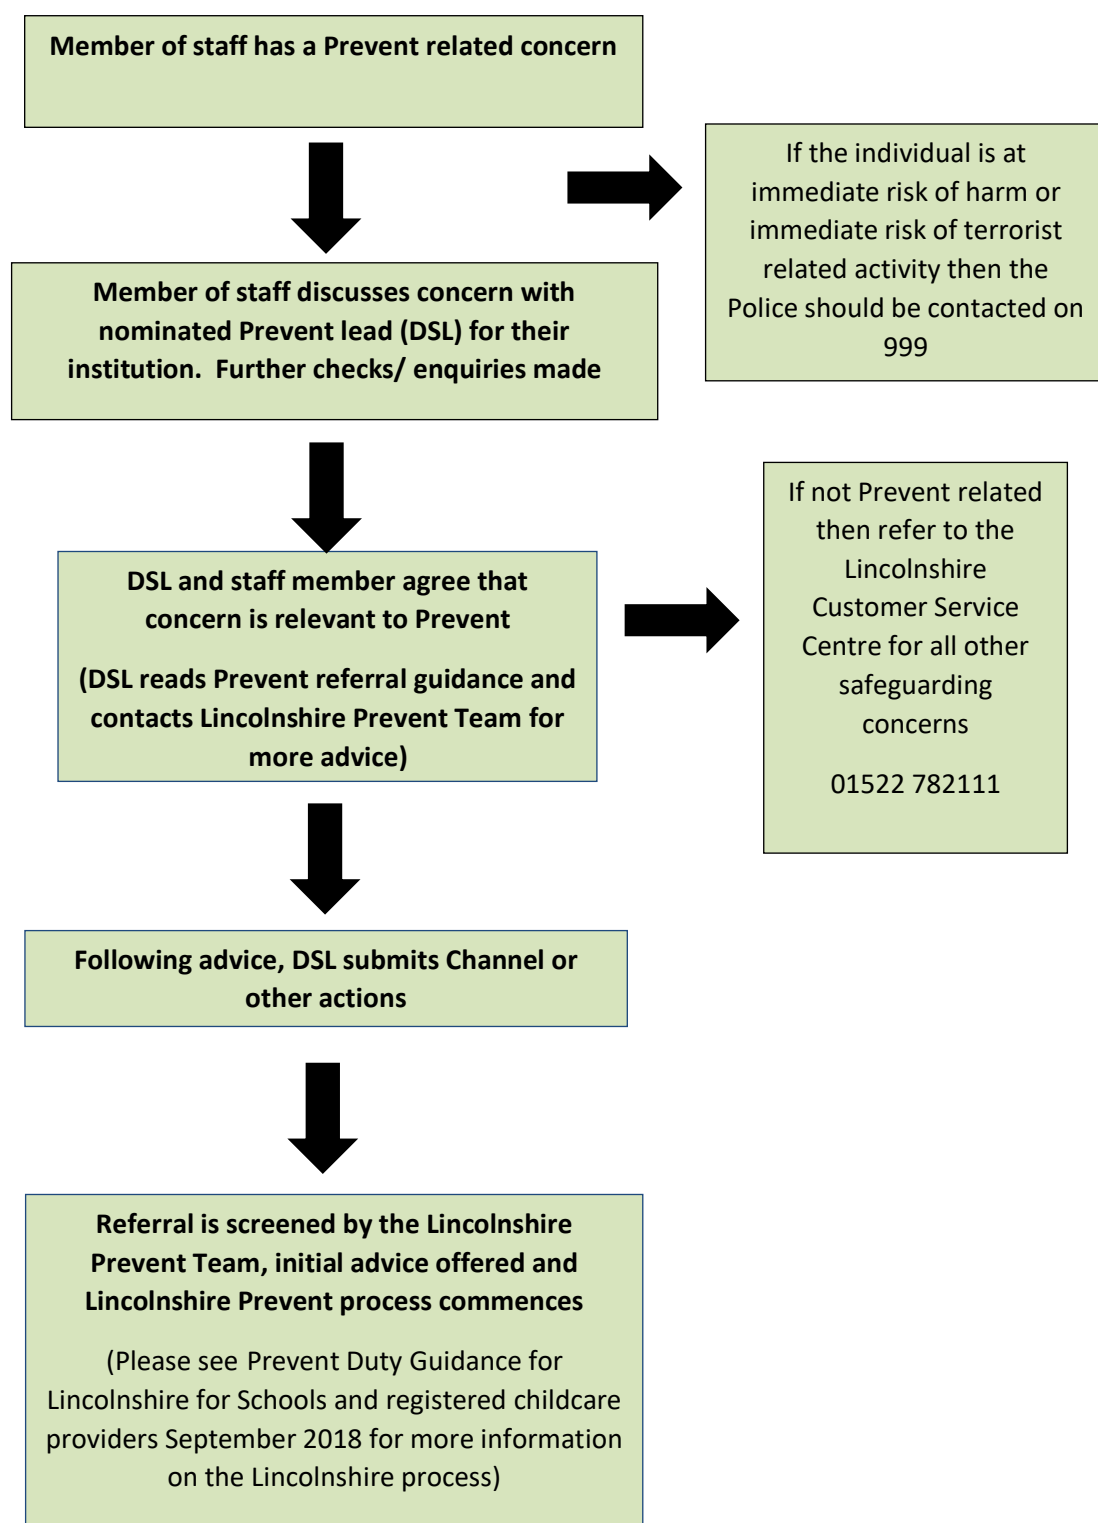 Member of staff has a Prevent related concern
If the individual is at
immediate risk of harm or
immediate risk of terrorist
related activity then the
Police should be contacted on
999
Member of staff discusses concern with
nominated Prevent lead (DSL) for their
institution.  Further checks/ enquiries made
If not Prevent related
then refer to the
Lincolnshire
Customer Service
Centre for all other
safeguarding
concerns
01522 782111
DSL and staff member agree that
concern is relevant to Prevent
(DSL reads Prevent referral guidance and
contacts Lincolnshire Prevent Team for
more advice)
Following advice, DSL submits Channel or
other actions
Referral is screened by the Lincolnshire
Prevent Team, initial advice offered and
Lincolnshire Prevent process commences
(Please see Prevent Duty Guidance for
Lincolnshire for Schools and registered childcare
providers September 2018 for more information
on the Lincolnshire process)